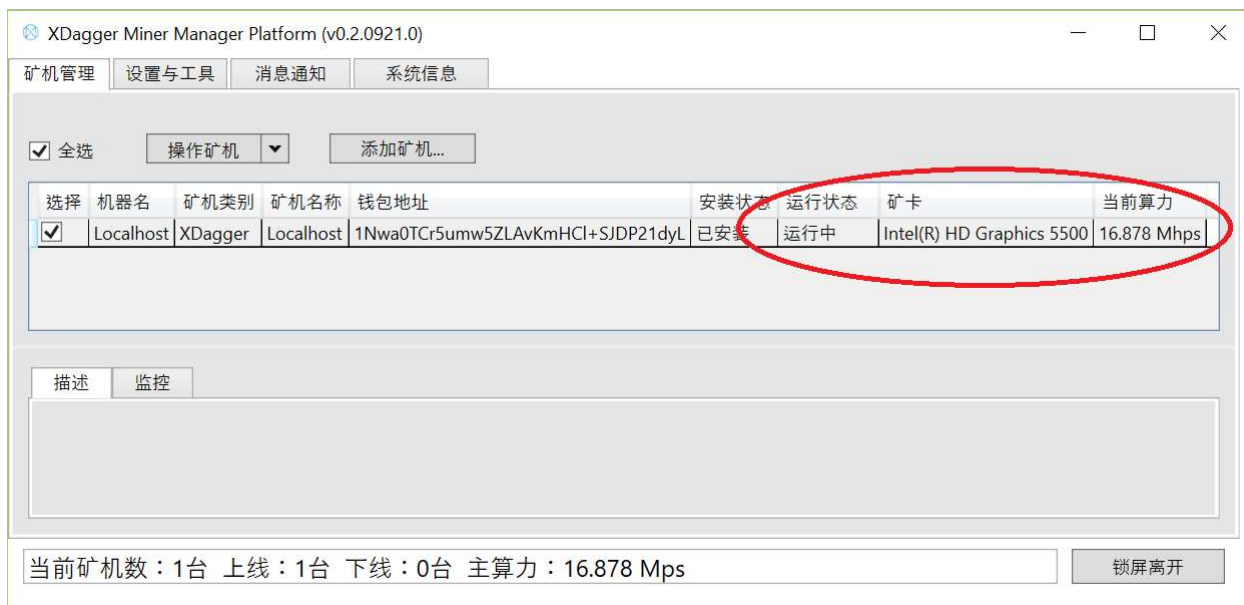 XDagger Miner Manager Platform (v0.2.0921.0)
矿机管理 设置与工具 消息通知 系统信息
全选 操作矿机 添加矿机...
选择 机器名 矿机类别 矿机名称 钱包地址 安装状态 运行状态 矿卡 当前算力
Localhost XDagger Localhost 1Nwa0TCr5umw5ZLAvKmHCl+SJDP21dyL 已安装 运行中 Intel(R) HD Graphics 5500 16.878 Mhps
描述 监控
当前矿机数：1台 上线：1台 下线：0台 主算力：16.878 Mps 锁屏离开